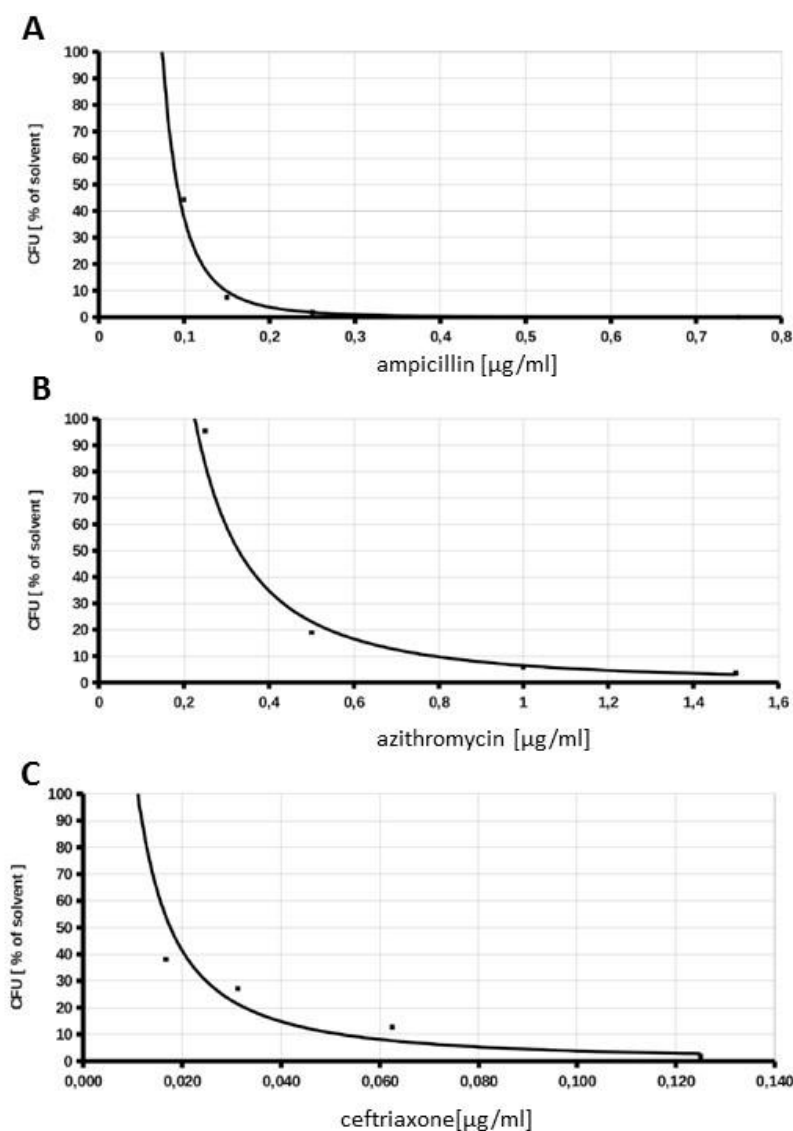 A
CFU [ % of solvent ]
100
90
80
70
60
50
40
30
20
10
0
0 0,1 0,2 0,3 0,4 0,5 0,6 0,7 0,8
ampicillin [µg/ml]
B
CFU [ % of solvent ]
100
90
80
70
60
50
40
30
20
10
0
0 0,2 0,4 0,6 0,8 1 1,2 1,4 1,6
azithromycin [µg/ml]
C
CFU [ % of solvent ]
100
90
80
70
60
50
40
30
20
10
0
0,000 0,020 0,040 0,060 0,080 0,100 0,120 0,140
ceftriaxone[µg/ml]